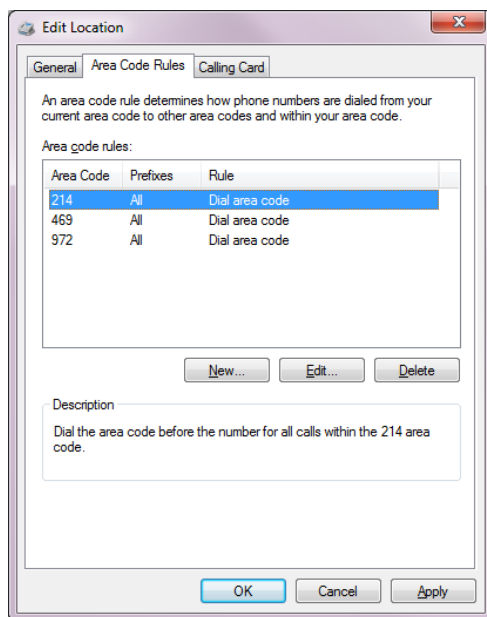 Edit Location
General Area Code Rules Calling Card
An area code rule determines how phone numbers are dialed from your
current area code to other area codes and within your area code.
Area code rules:
Area Code Prefixes Rule
214 All Dial area code
469 All Dial area code
972 All Dial area code
New... Edit... Delete
Description
Dial the area code before the number for all calls within the 214 area
code.
OK Cancel Apply